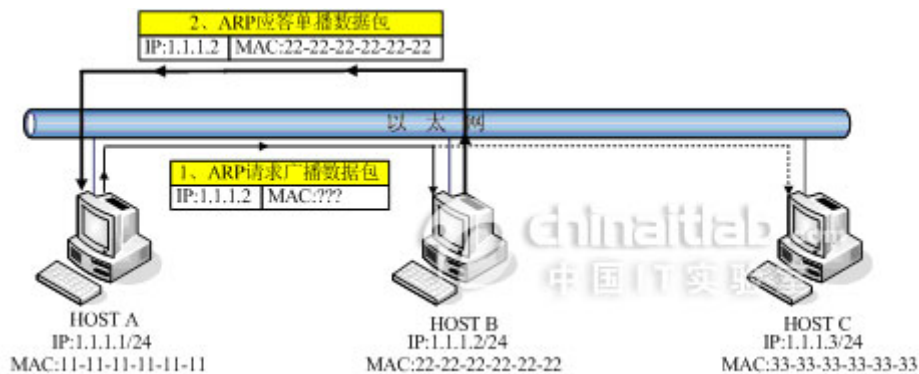 2、ARP应答单播数据包
IP:1.1.1.2 MAC:22-22-22-22-22-22
以 太 网
1、ARP请求广播数据包
IP:1.1.1.2 MAC:???
chinaitlab.com
中国IT实验室
HOST A
IP:1.1.1.1/24
MAC:11-11-11-11-11-11
HOST B
IP:1.1.1.2/24
MAC:22-22-22-22-22-22
HOST C
IP:1.1.1.3/24
MAC:33-33-33-33-33-33